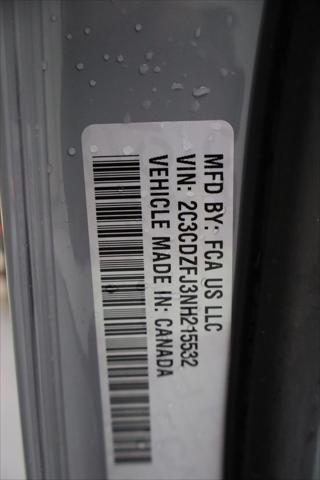 MFD BY: FCA US LLC
VIN: 2C3CDZFJ3NH215532
VEHICLE MADE IN: CANADA